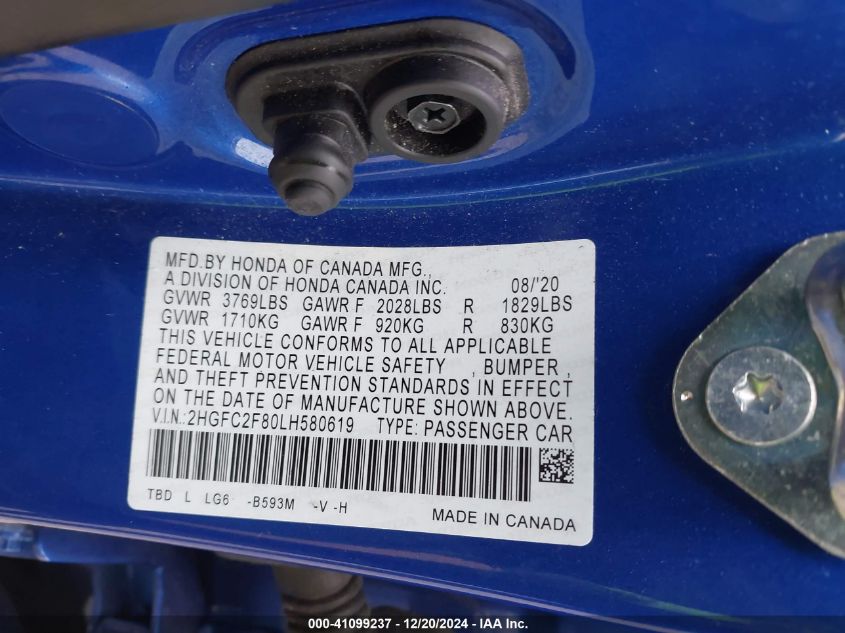 MFD.BY HONDA OF CANADA MFG.,
A DIVISION OF HONDA CANADA INC. 08/'20
GVWR 3769LBS GAWR F 2028LBS R 1829LBS
GVWR 1710KG GAWR F 920KG R 830KG
THIS VEHICLE CONFORMS TO ALL APPLICABLE
FEDERAL MOTOR VEHICLE SAFETY , BUMPER ,
AND THEFT PREVENTION STANDARDS IN EFFECT
ON THE DATE OF MANUFACTURE SHOWN ABOVE.
V.I.N.:2HGFC2F80LH580619 TYPE: PASSENGER CAR
TBD L LG6 -B593M -V -H
MADE IN CANADA
000-41099237 - 12/20/2024 - IAA, Inc.